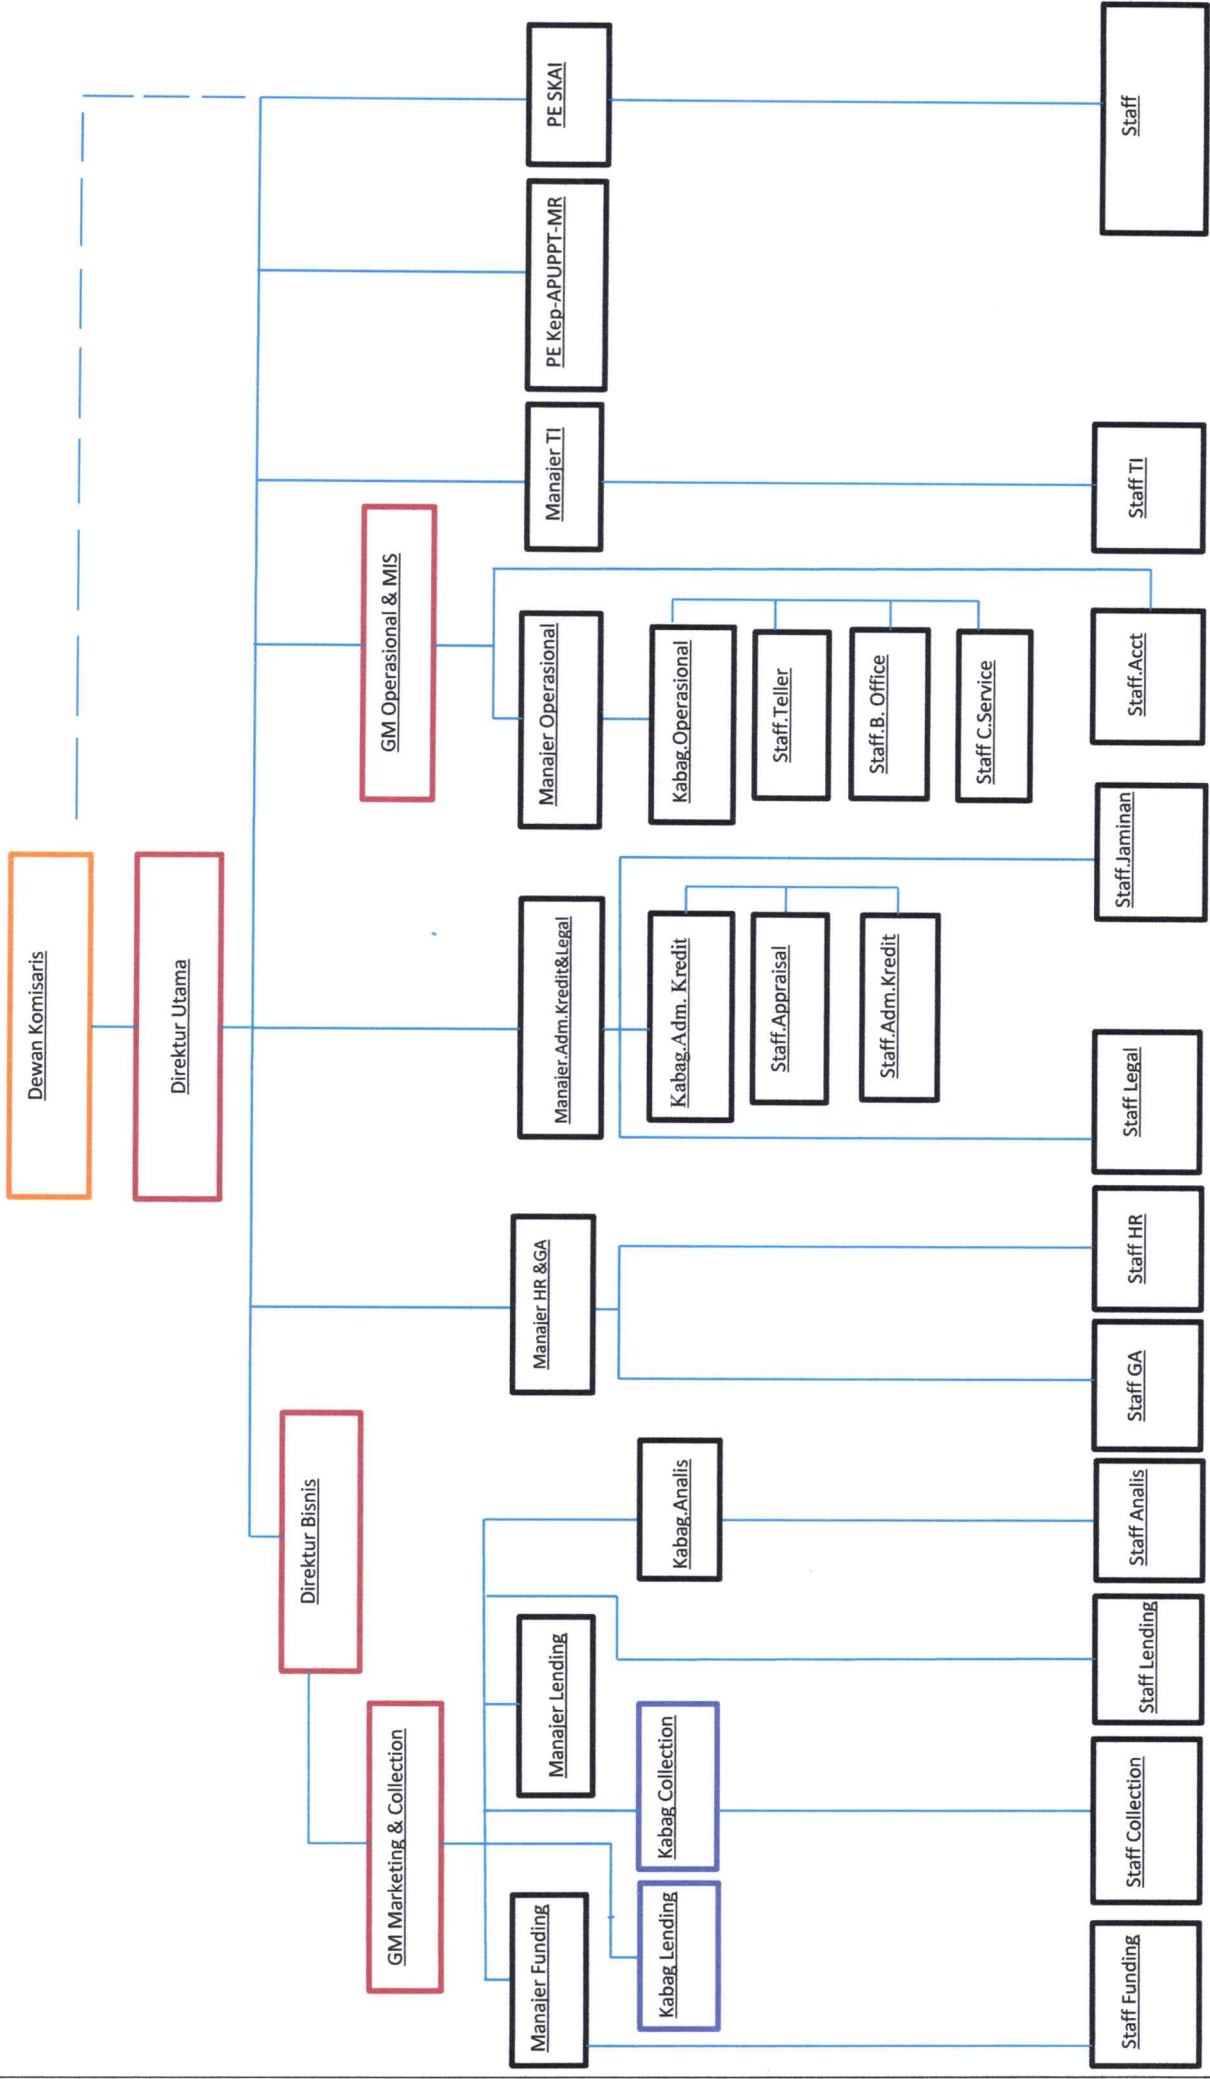 Dewan Komisaris
Direktur Utama
Direktur Bisnis
GM Marketing & Collection
GM Operasional & MIS
Manajer Funding
Manajer Lending
Manajer HR &GA
Manajer.Adm.Kredit&Legal
Manajer Operasional
Manajer TI
PE Kep-APUPPT-MR
PE SKAI
Kabag Lending
Kabag Collection
Kabag.Analis
Kabag.Adm. Kredit
Kabag.Operasional
Staff.Appraisal
Staff.Teller
Staff.Adm.Kredit
Staff.B. Office
Staff C.Service
Staff Funding
Staff Collection
Staff Lending
Staff Analis
Staff GA
Staff HR
Staff Legal
Staff.Jaminan
Staff.Acct
Staff TI
Staff